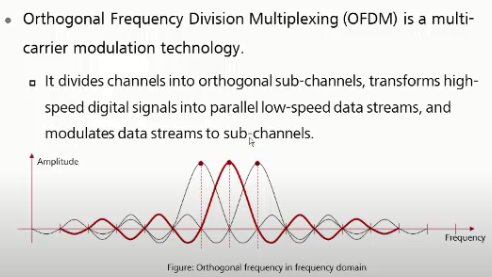 • Orthogonal Frequency Division Multiplexing (OFDM) is a multi-
carrier modulation technology.
It divides channels into orthogonal sub-channels, transforms high-
speed digital signals into parallel low-speed data streams, and
modulates data streams to sub-channels.
Amplitude
Frequency
Figure: Orthogonal frequency in frequency domain